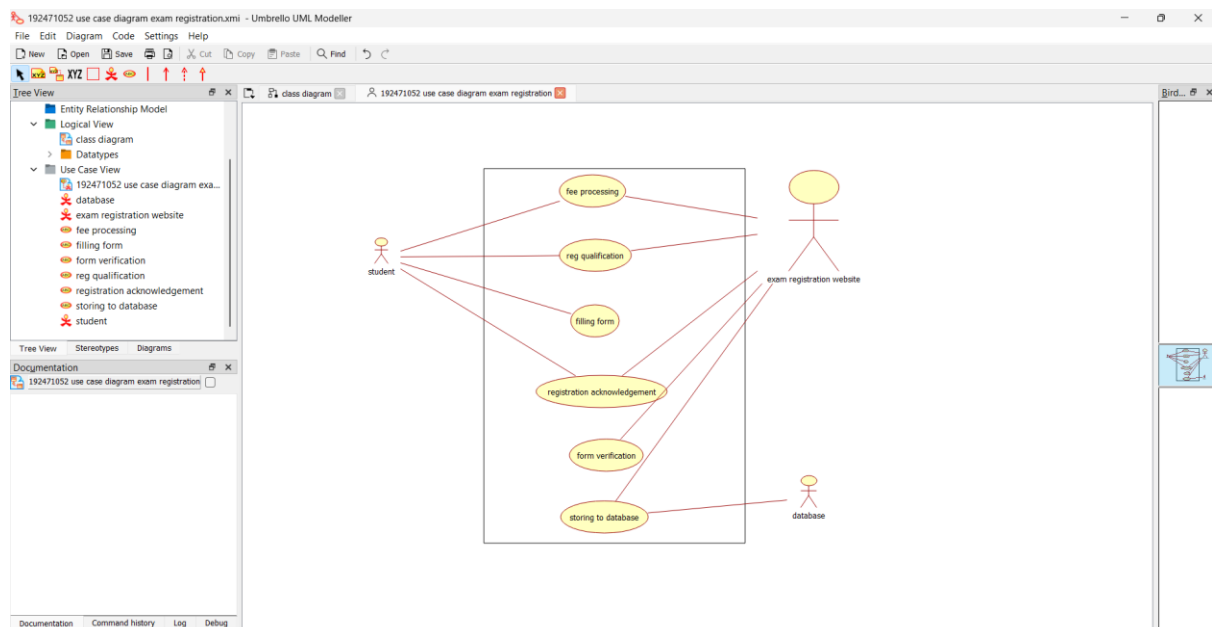 192471052 use case diagram exam registration.xmi - Umbrello UML Modeller
File Edit Diagram Code Settings Help
New Open Save Cut Copy Paste Find
XYZ XYZ
Tree View
class diagram
192471052 use case diagram exam registration
Bird...
Entity Relationship Model
Logical View
class diagram
Datatypes
Use Case View
192471052 use case diagram exa...
database
exam registration website
fee processing
filling form
form verification
reg qualification
registration acknowledgement
storing to database
student
Tree View Stereotypes Diagrams
Documentation
192471052 use case diagram exam registration
Documentation Command history Log Debug
fee processing
reg qualification
student
exam registration website
filling form
registration acknowledgement
form verification
storing to database
database